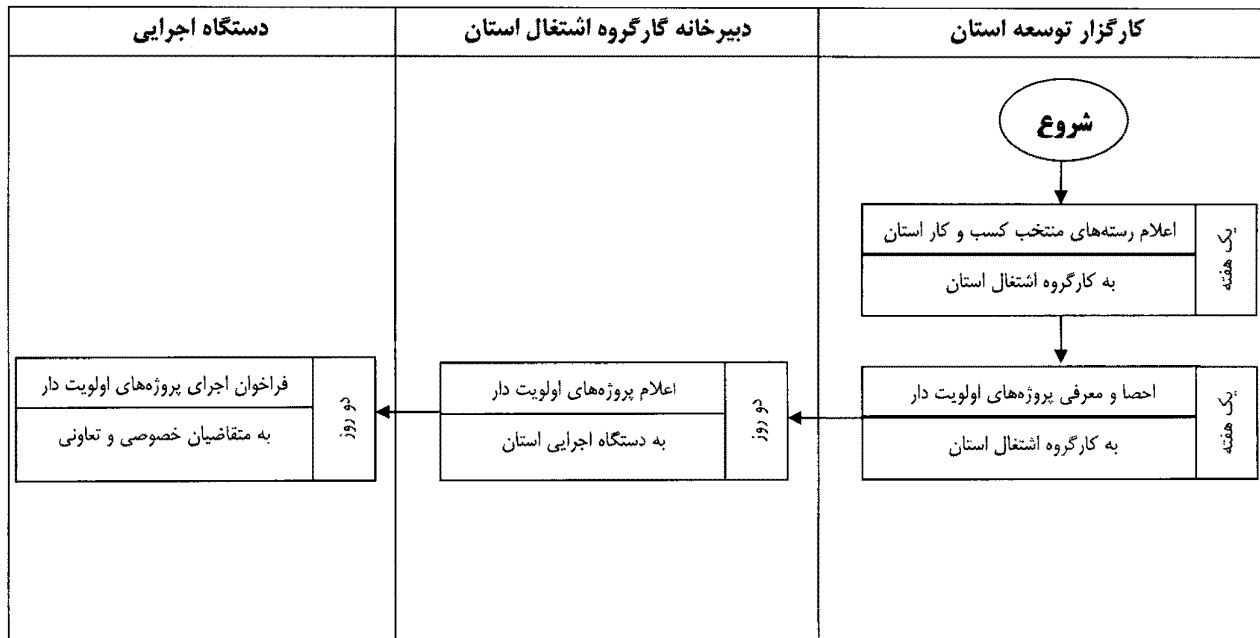 کارگزار توسعه استان
دبیرخانه گارگروه اشتغال استان
دستگاه اجرایی
شروع
یک هفته
اعلام رسته‌های منتخب کسب و کار استان
به کارگروه اشتغال استان
یک هفته
احصا و معرفی پروژه‌های اولویت دار
به کارگروه اشتغال استان
دو روز
اعلام پروژه‌های اولویت دار
به دستگاه اجرایی استان
دو روز
فراخوان اجرای پروژه‌های اولویت دار
به متقاضیان خصوصی و تعاونی